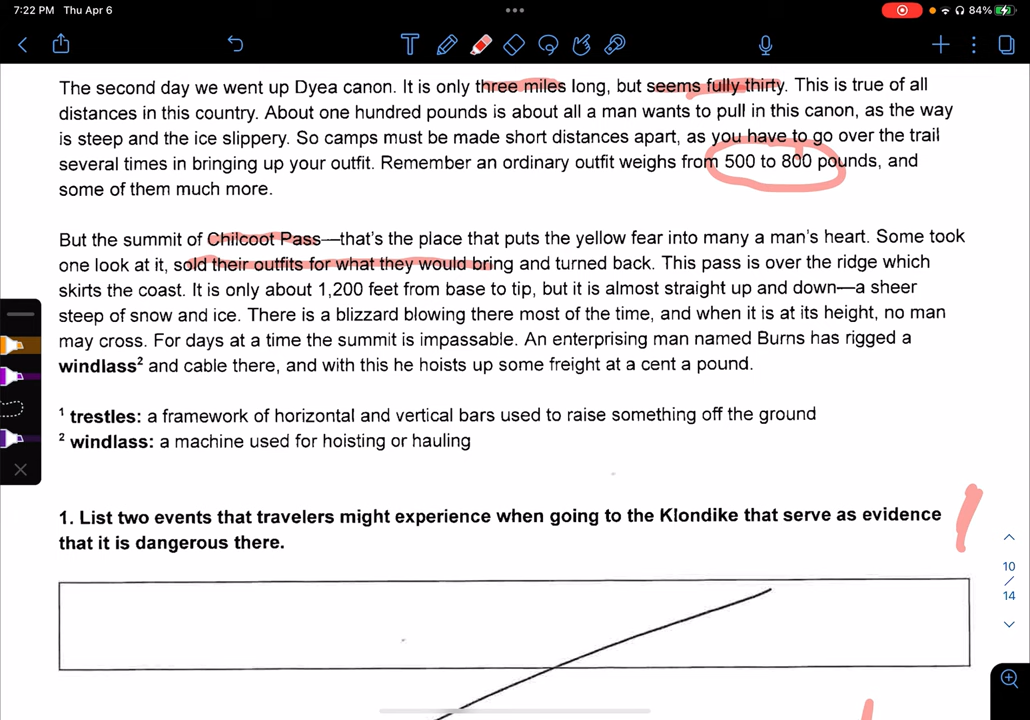 7:22 PM Thu Apr 6
84%
The second day we went up Dyea canon. It is only three miles long, but seems fully thirty. This is true of all
distances in this country. About one hundred pounds is about all a man wants to pull in this canon, as the way
is steep and the ice slippery. So camps must be made short distances apart, as you have to go over the trail
several times in bringing up your outfit. Remember an ordinary outfit weighs from 500 to 800 pounds, and
some of them much more.
But the summit of Chilcoot Pass—that's the place that puts the yellow fear into many a man's heart. Some took
one look at it, sold their outfits for what they would bring and turned back. This pass is over the ridge which
skirts the coast. It is only about 1,200 feet from base to tip, but it is almost straight up and down—a sheer
steep of snow and ice. There is a blizzard blowing there most of the time, and when it is at its height, no man
may cross. For days at a time the summit is impassable. An enterprising man named Burns has rigged a
windlass² and cable there, and with this he hoists up some freight at a cent a pound.
¹ trestles: a framework of horizontal and vertical bars used to raise something off the ground
² windlass: a machine used for hoisting or hauling
1. List two events that travelers might experience when going to the Klondike that serve as evidence
that it is dangerous there.
10
/
14